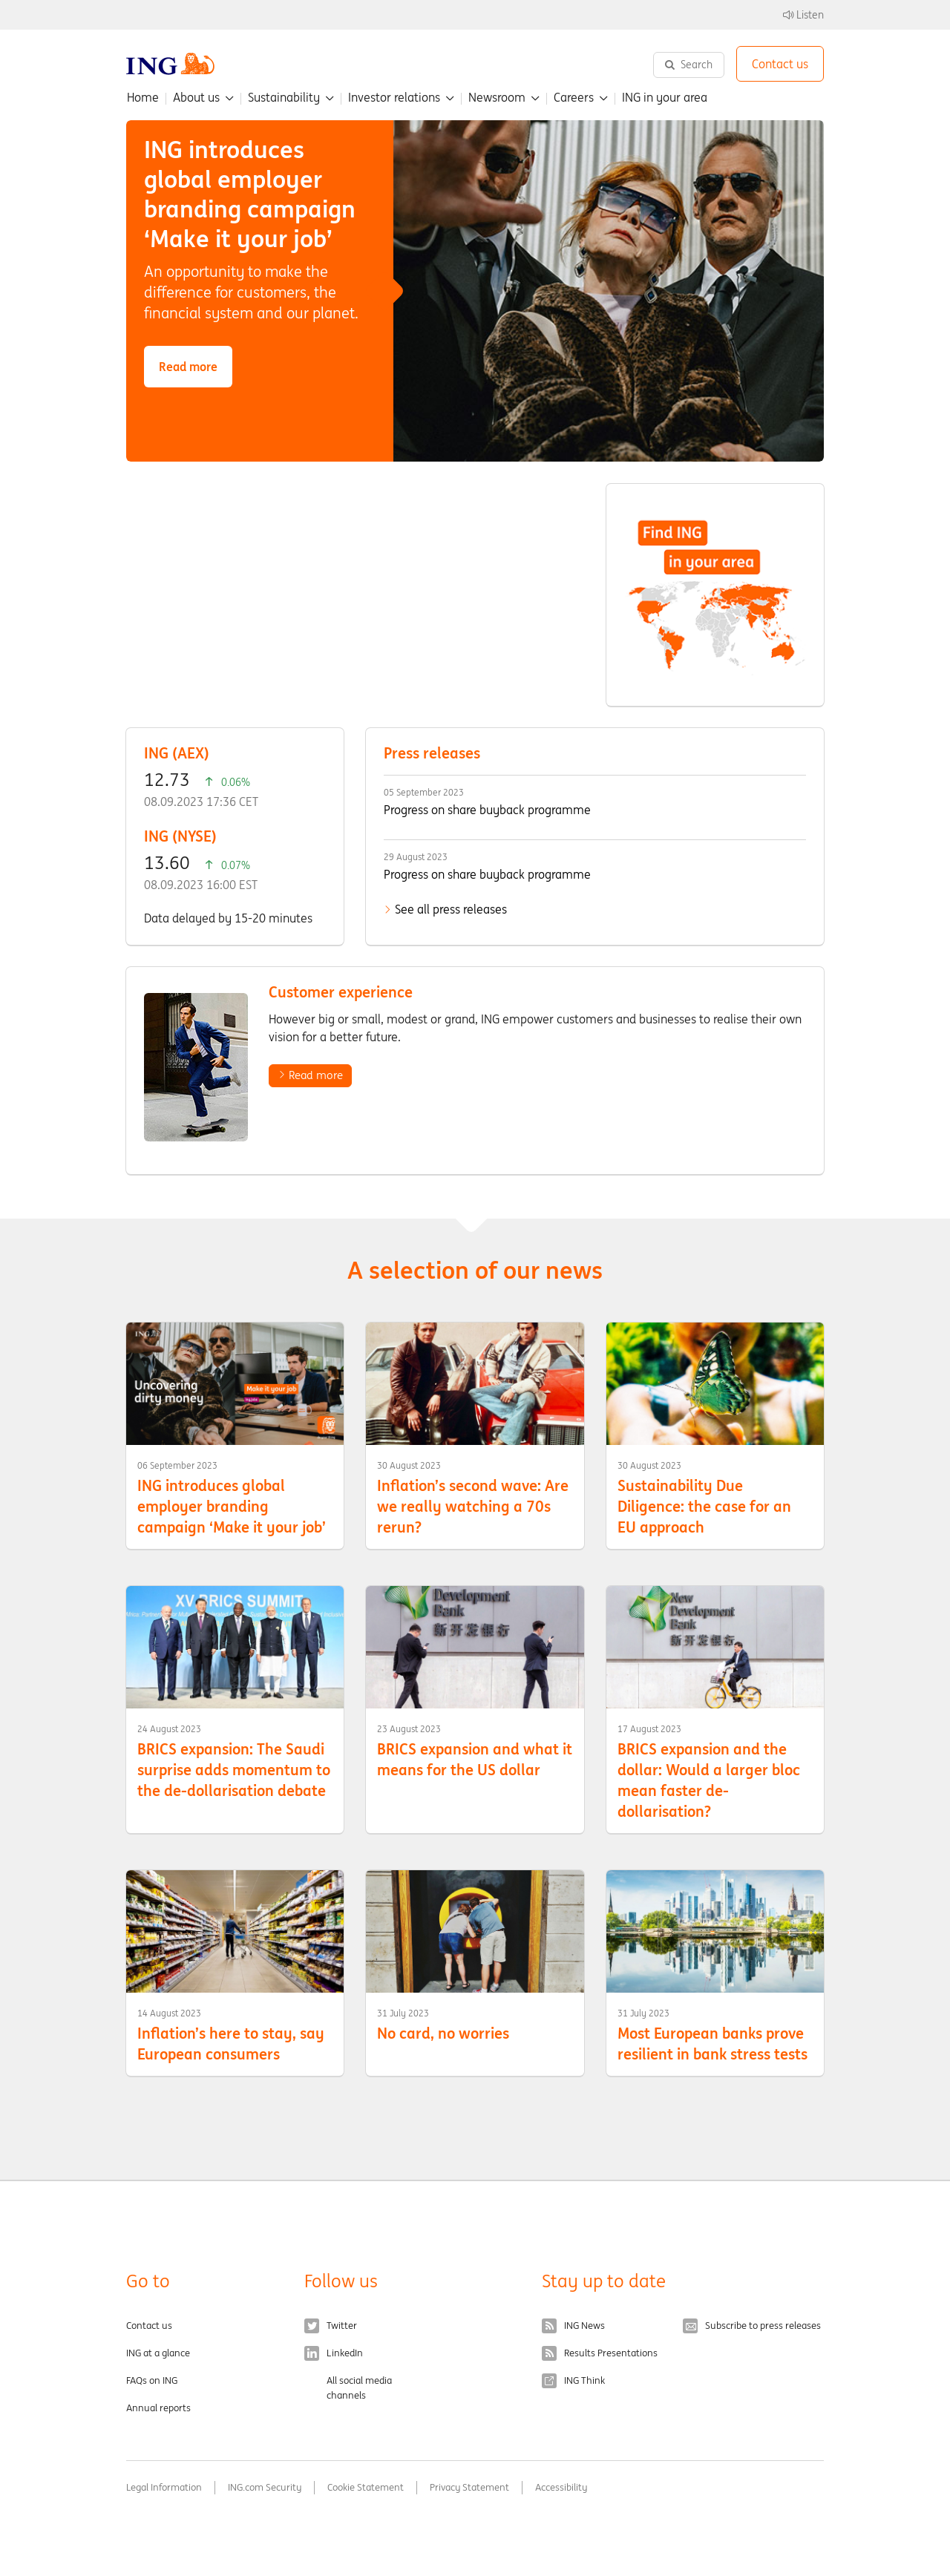 Listen
ING
Search
Contact us
Home
About us
Sustainability
Investor relations
Newsroom
Careers
ING in your area
ING introduces
global employer
branding campaign
‘Make it your job’
An opportunity to make the
difference for customers, the
financial system and our planet.
Read more
Find ING
in your area
ING (AEX)
12.73 0.06%
08.09.2023 17:36 CET
ING (NYSE)
13.60 0.07%
08.09.2023 16:00 EST
Data delayed by 15-20 minutes
Press releases
05 September 2023
Progress on share buyback programme
29 August 2023
Progress on share buyback programme
See all press releases
Customer experience
However big or small, modest or grand, ING empower customers and businesses to realise their own
vision for a better future.
Read more
A selection of our news
ING
Uncovering
dirty money
Make it your job
06 September 2023
ING introduces global
employer branding
campaign ‘Make it your job’
30 August 2023
Inflation’s second wave: Are
we really watching a 70s
rerun?
30 August 2023
Sustainability Due
Diligence: the case for an
EU approach
XV BRICS SUMMIT
24 August 2023
BRICS expansion: The Saudi
surprise adds momentum to
the de-dollarisation debate
Development
Bank
新开发银行
23 August 2023
BRICS expansion and what it
means for the US dollar
New
Development
Bank
新开发银行
17 August 2023
BRICS expansion and the
dollar: Would a larger bloc
mean faster de-
dollarisation?
14 August 2023
Inflation’s here to stay, say
European consumers
31 July 2023
No card, no worries
31 July 2023
Most European banks prove
resilient in bank stress tests
Go to
Contact us
ING at a glance
FAQs on ING
Annual reports
Follow us
Twitter
LinkedIn
All social media
channels
Stay up to date
ING News
Results Presentations
ING Think
Subscribe to press releases
Legal Information
ING.com Security
Cookie Statement
Privacy Statement
Accessibility